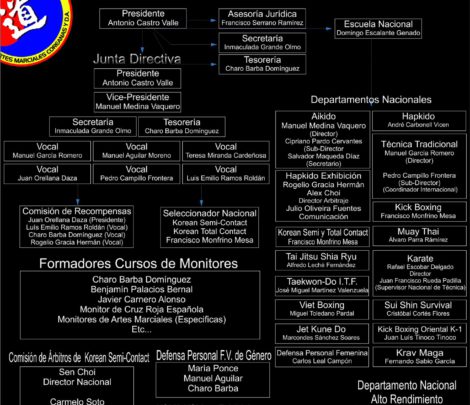 TES MARCIALES COREANAS Y D.A.
Presidente
Antonio Castro Valle
Asesoría Jurídica
Francisco Serrano Ramírez
Secretaría
Inmaculada Grande Olmo
Tesorería
Charo Barba Domínguez
Escuela Nacional
Domingo Escalante Genado
Junta Directiva
Presidente
Antonio Castro Valle
Vice-Presidente
Manuel Medina Vaquero
Secretaría
Inmaculada Grande Olmo
Tesorería
Charo Barba Domínguez
Vocal
Manuel García Romero
Vocal
Manuel Aguilar Moreno
Vocal
Teresa Miranda Cardeñosa
Vocal
Juan Orellana Daza
Vocal
Pedro Campillo Frontera
Vocal
Luis Emilio Ramos Roldán
Comisión de Recompensas
Juan Orellana Daza (Presidente)
Luis Emilio Ramos Roldán (Vocal)
Charo Barba Domínguez (Vocal)
Rogelio Gracia Hermán (Vocal)
Seleccionador Nacional
Korean Semi-Contact
Korean Total Contact
Francisco Monfrino Mesa
Formadores Cursos de Monitores
Charo Barba Domínguez
Benjamín Palacios Bernal
Javier Carnero Alonso
Monitor de Cruz Roja Española
Monitores de Artes Marciales (Específicas)
Etc...
Comisión de Árbitros de Korean Semi-Contact
Sen Choi
Director Nacional
Carmelo Soto
Defensa Personal F.V. de Género
María Ponce
Manuel Aguilar
Charo Barba
Departamentos Nacionales
Aikido
Manuel Medina Vaquero
(Director)
Cipriano Pardo Cervantes
(Sub-Director)
Salvador Maqueda Díaz
(Secretario)
Hapkido Exhibición
Rogelio Gracia Hermán
Alex Choi
Director Arbitraje
Julio Oliveira Fuentes
Comunicación
Korean Semi y Total Contact
Francisco Monfrino Mesa
Tai Jitsu Shia Ryu
Alfredo Leché Fernández
Taekwon-Do I.T.F.
José Miguel Martínez Valenzuela
Viet Boxing
Miguel Toledano Pardal
Jet Kune Do
Marcondes Sánchez Soares
Defensa Personal Femenina
Carlos Leal Campón
Hapkido
André Carbonell Vicen
Técnica Tradicional
Manuel García Romero
(Director)
Pedro Campillo Frontera
(Sub-Director)
(Coordinador Internacional)
Kick Boxing
Francisco Monfrino Mesa
Muay Thai
Álvaro Parra Ramírez
Karate
Rafael Escobar Delgado
Director
Juan Francisco Rueda Padilla
(Supervisor Nacional de Técnica)
Sui Shin Survival
Cristóbal Cortés Flores
Kick Boxing Oriental K-1
Juan Luis Tinoco Tinoco
Krav Maga
Fernando Sabio García
Departamento Nacional
Alto Rendimiento